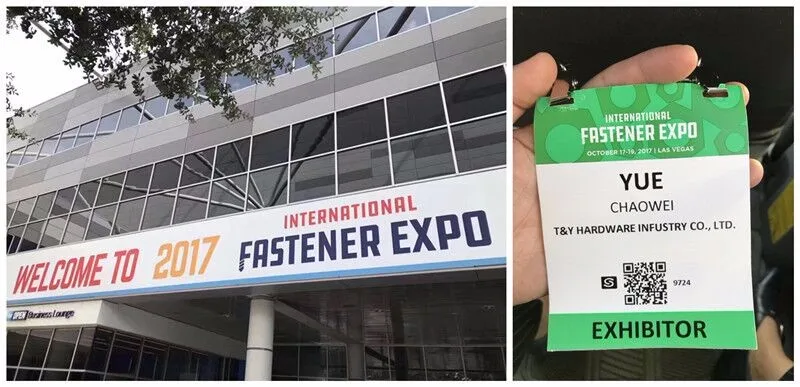 WELCOME TO 2017
INTERNATIONAL
FASTENER EXPO
OPEN Business Lounge
INTERNATIONAL
FASTENER EXPO
OCTOBER 17-19, 2017 | LAS VEGAS
YUE
CHAOWEI
T&Y HARDWARE INFUSTRY CO., LTD.
S
9724
EXHIBITOR